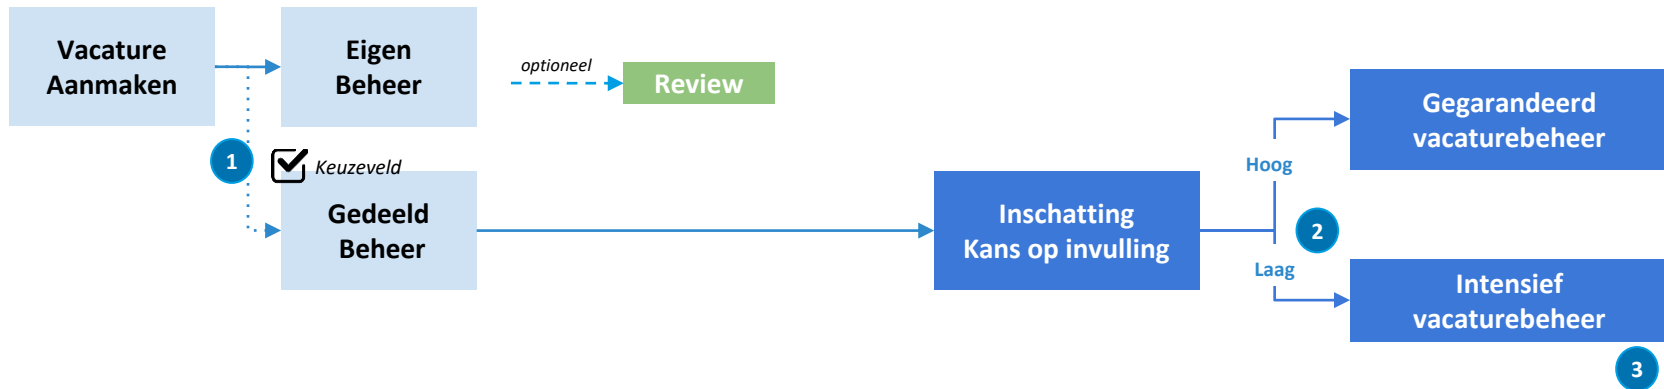 Vacature
Aanmaken
Eigen
Beheer
optioneel
Review
1
Keuzeveld
Gedeeld
Beheer
Inschatting
Kans op invulling
Hoog
2
Laag
Gegarandeerd
vacaturebeheer
Intensief
vacaturebeheer
3